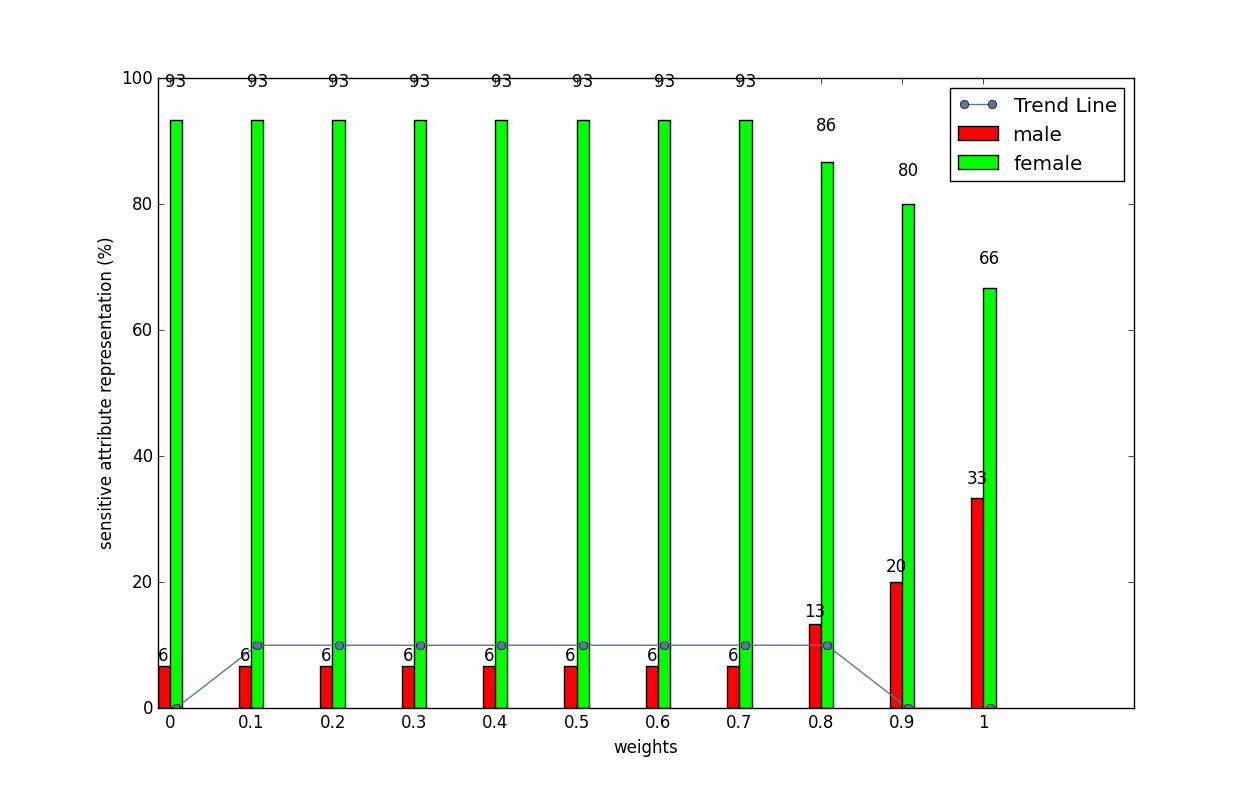 93 93 93 93 93 93 93 93
100
Trend Line
male
female
86
80
80
66
60
sensitive attribute representation (%)
40
33
20
20
13
6 6 6 6 6 6 6 6
0
0 0.1 0.2 0.3 0.4 0.5 0.6 0.7 0.8 0.9 1
weights